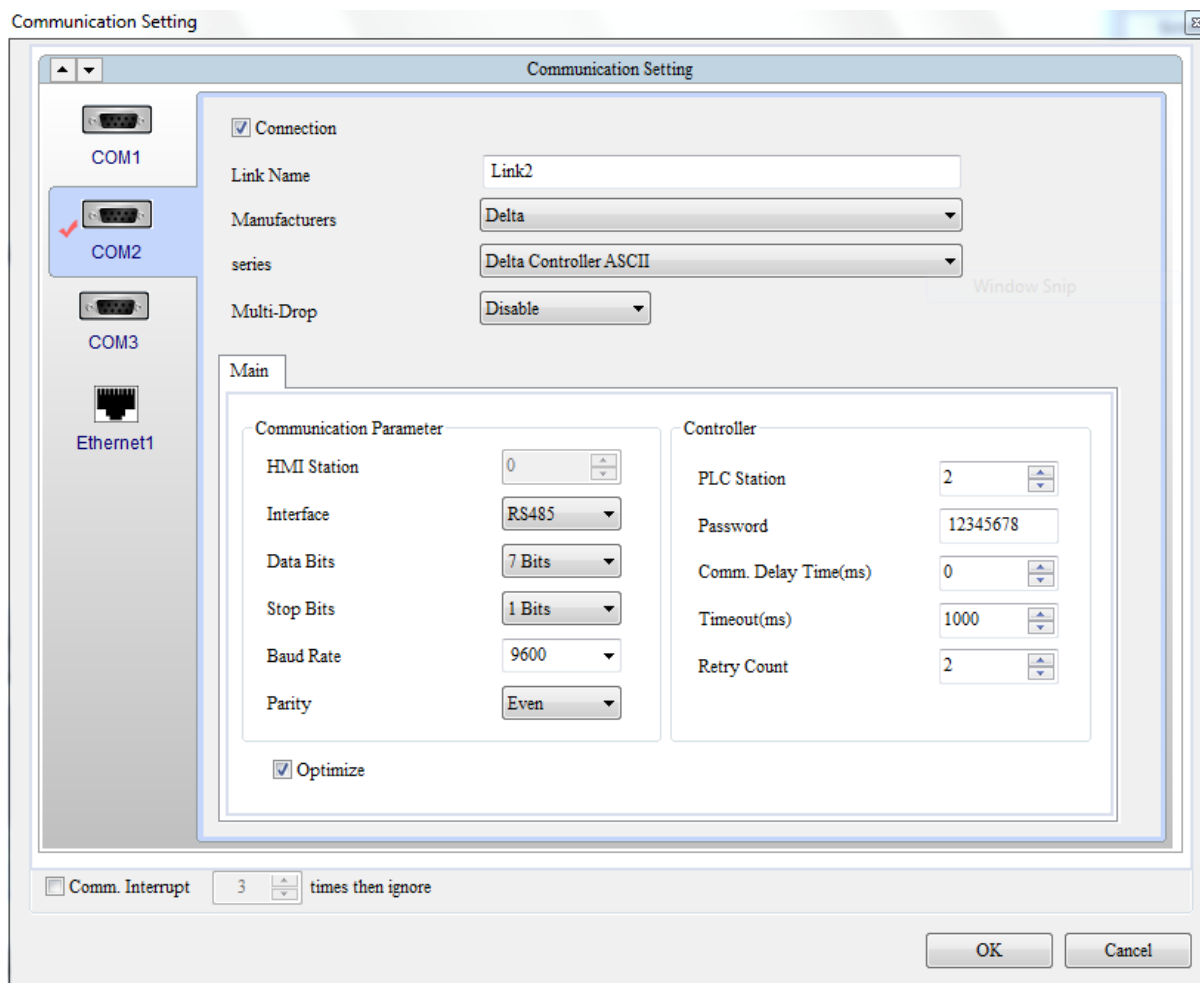 Communication Setting
Communication Setting
COM1
COM2
COM3
Ethernet1
Connection
Link Name Link2
Manufacturers Delta
series Delta Controller ASCII
Window Snip
Multi-Drop Disable
Main
Communication Parameter
HMI Station 0
Interface RS485
Data Bits 7 Bits
Stop Bits 1 Bits
Baud Rate 9600
Parity Even
Optimize
Controller
PLC Station 2
Password 12345678
Comm. Delay Time(ms) 0
Timeout(ms) 1000
Retry Count 2
Comm. Interrupt 3 times then ignore
OK Cancel